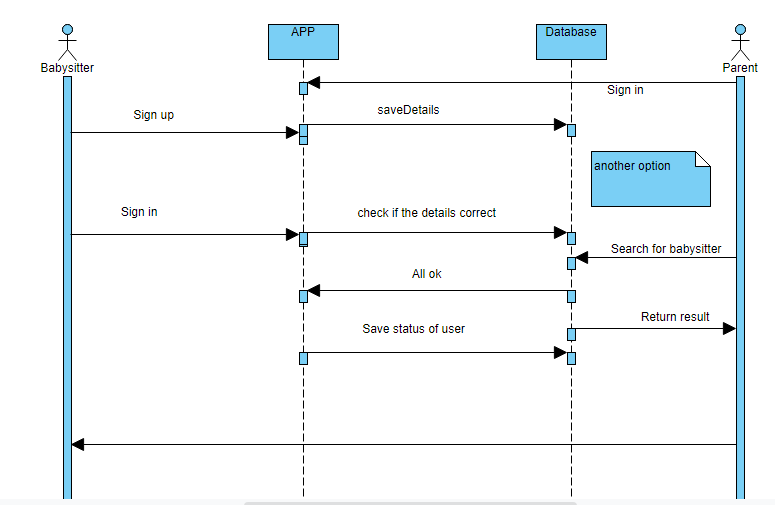 APP
Database
Babysitter
Parent
Sign in
saveDetails
Sign up
another option
Sign in
check if the details correct
Search for babysitter
All ok
Return result
Save status of user